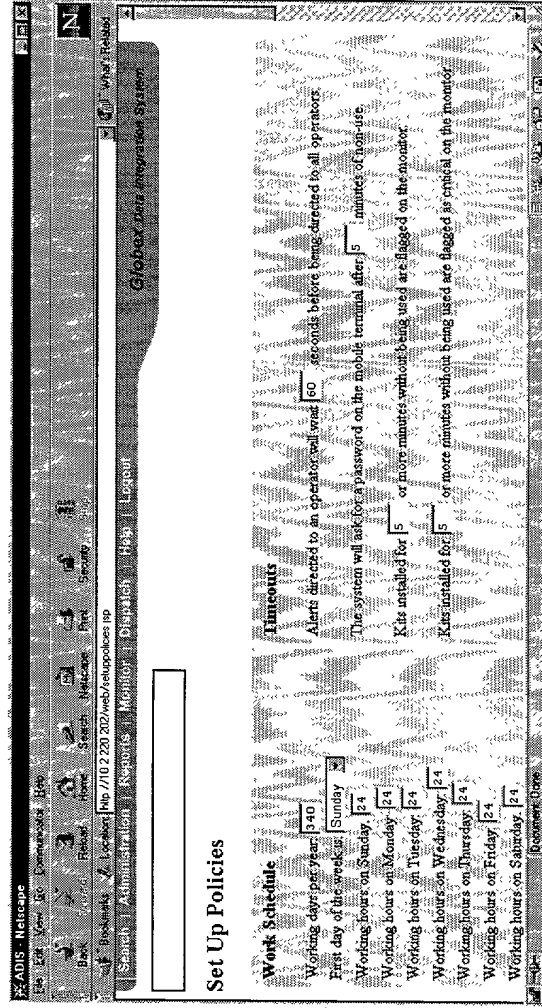 ADIS - Netscape
File Edit View Go Communicator Help
Back Reload Home Search Netscape Print Security
Bookmarks Location: http://10.2.220.202/web/setuppolicies.jsp What's Related
Search | Administration | Reports | Monitor | Dispatch | Help | Logout
Globex Data Integration System
Set Up Policies
Work Schedule
Working days per year: 340
First day of the week is: Sunday
Working hours on Sunday: 24
Working hours on Monday: 24
Working hours on Tuesday: 24
Working hours on Wednesday: 24
Working hours on Thursday: 24
Working hours on Friday: 24
Working hours on Saturday: 24
Timeouts
Alerts directed to an operator will wait 60 seconds before being directed to all operators.
The system will ask for a password on the mobile terminal after 5 minutes of non-use.
Kits installed for 5 or more minutes without being used are flagged on the monitor.
Kits installed for 5 or more minutes without being used are flagged as critical on the monitor.
Document: Done